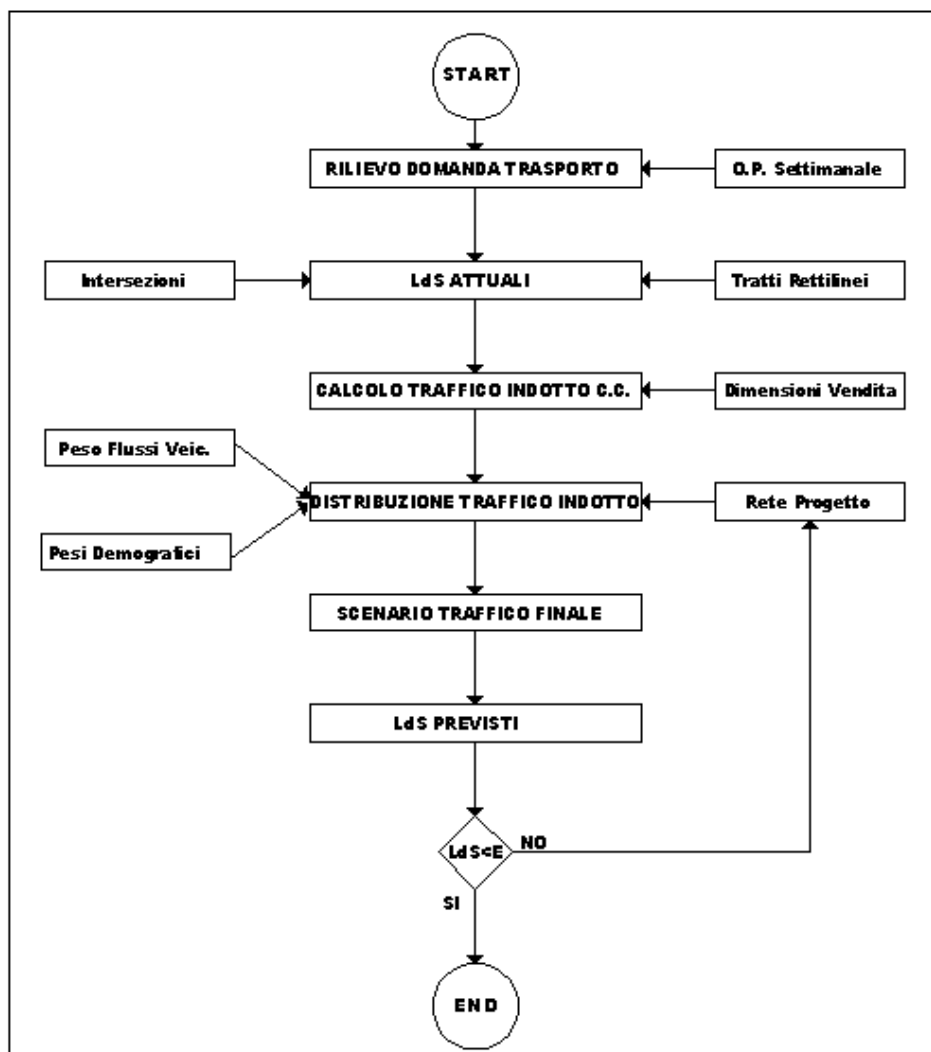 START
RILIEVO DOMANDA TRASPORTO
O.P. Settimanale
Intersezioni
LdS ATTUALI
Tratti Rettilinei
CALCOLO TRAFFICO INDOTTO C.C.
Dimensioni Vendita
Peso Flussi Veic.
DISTRIBUZIONE TRAFFICO INDOTTO
Rete Progetto
Pesi Demografici
SCENARIO TRAFFICO FINALE
LdS PREVISTI
LdS<E
NO
SI
END